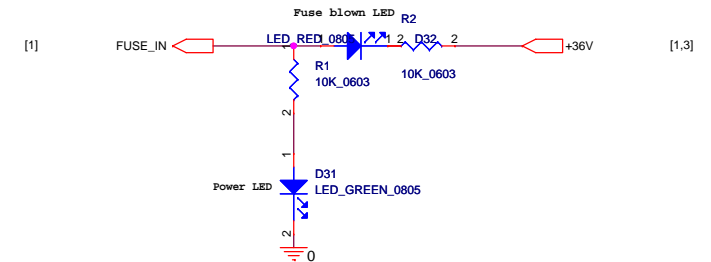 Fuse blown LED
R2
[1]
FUSE_IN
LED_RED_0805
1 2
D32
2
+36V
[1,3]
1
R1
10K_0603
10K_0603
2
1
D31
Power LED
LED_GREEN_0805
2
0